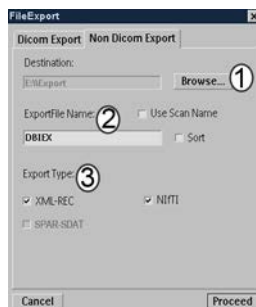 FileExport
Dicom Export Non Dicom Export
Destination:
E:\Export
Browse... 1
ExportFile Name: 2 Use Scan Name
DBIEX
Sort
Export Type: 3
XML-REC NIfTI
SPAR-SDAT
Cancel Proceed